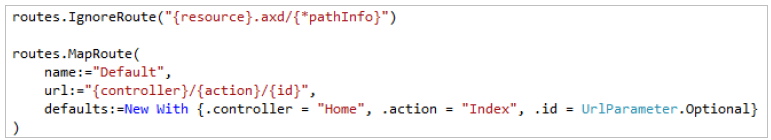 routes.IgnoreRoute("{resource}.axd/{*pathInfo}")
routes.MapRoute(
name:="Default",
url:="{controller}/{action}/{id}",
defaults:=New With {.controller = "Home", .action = "Index", .id = UrlParameter.Optional}
)